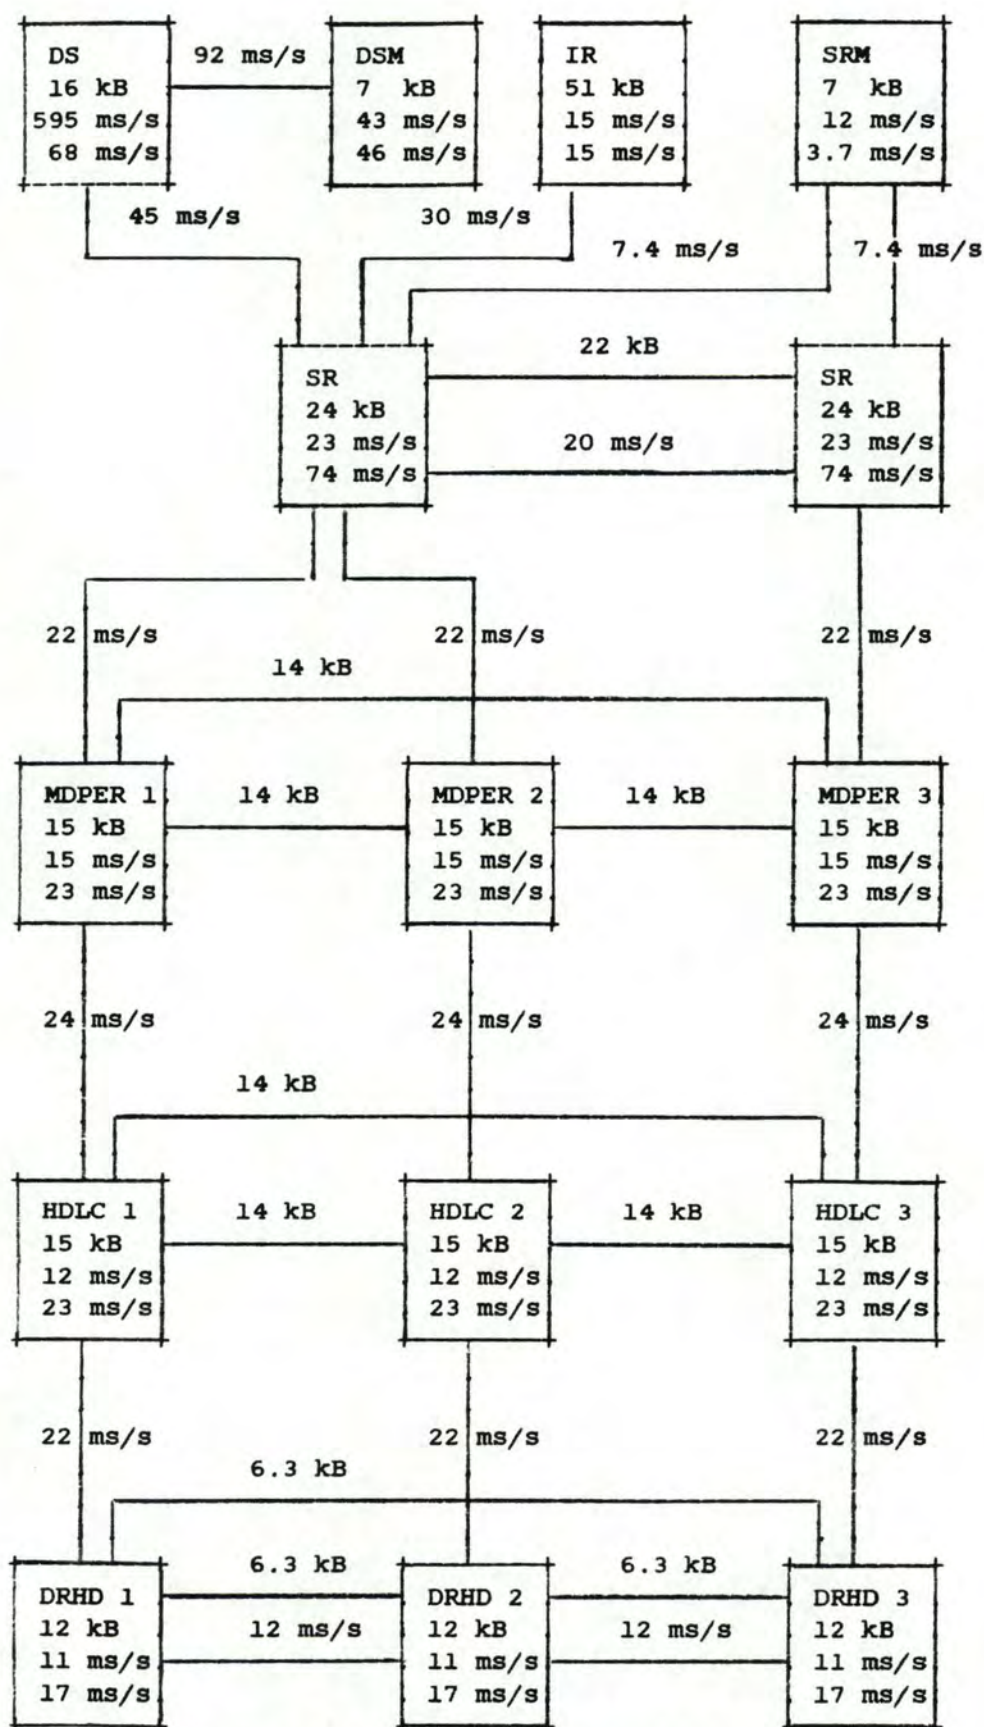 DS 92 ms/s DSM IR SRM
16 kB 7 kB 51 kB 7 kB
595 ms/s 43 ms/s 15 ms/s 12 ms/s
68 ms/s 46 ms/s 15 ms/s 3.7 ms/s
45 ms/s 30 ms/s
7.4 ms/s 7.4 ms/s
22 kB
SR SR
24 kB 24 kB
23 ms/s 20 ms/s 23 ms/s
74 ms/s 74 ms/s
22 ms/s 22 ms/s 22 ms/s
14 kB
MDPER 1 14 kB MDPER 2 14 kB MDPER 3
15 kB 15 kB 15 kB
15 ms/s 15 ms/s 15 ms/s
23 ms/s 23 ms/s 23 ms/s
24 ms/s 24 ms/s 24 ms/s
14 kB
HDLC 1 14 kB HDLC 2 14 kB HDLC 3
15 kB 15 kB 15 kB
12 ms/s 12 ms/s 12 ms/s
23 ms/s 23 ms/s 23 ms/s
22 ms/s 22 ms/s 22 ms/s
6.3 kB
6.3 kB 6.3 kB
DRHD 1 DRHD 2 DRHD 3
12 kB 12 ms/s 12 kB 12 ms/s 12 kB
11 ms/s 11 ms/s 11 ms/s
17 ms/s 17 ms/s 17 ms/s